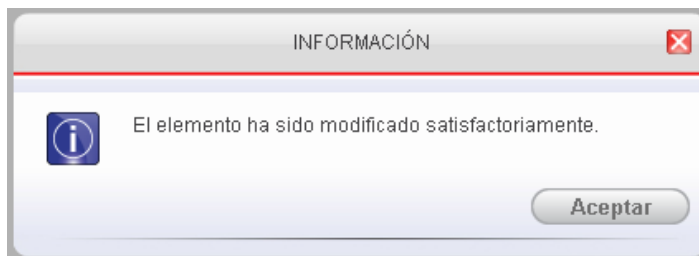 INFORMACIÓN
El elemento ha sido modificado satisfactoriamente.
Aceptar